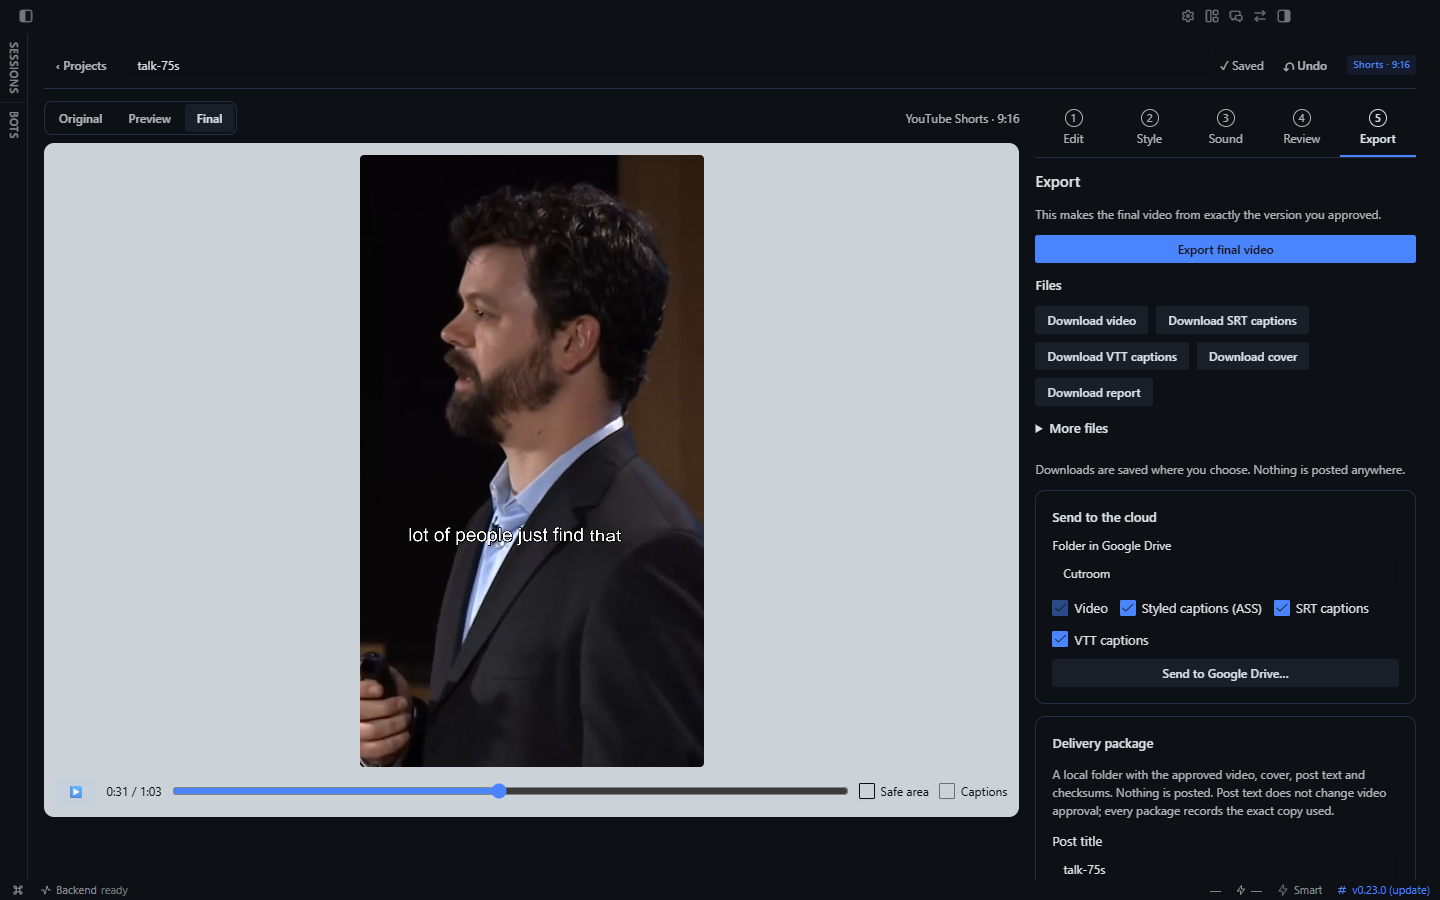 SESSIONS
BOTS
‹ Projects
talk-75s
✓ Saved
Undo
Shorts · 9:16
Original
Preview
Final
YouTube Shorts · 9:16
lot of people just find that
0:31 / 1:03
Safe area
Captions
1
Edit
2
Style
3
Sound
4
Review
5
Export
Export
This makes the final video from exactly the version you approved.
Export final video
Files
Download video
Download SRT captions
Download VTT captions
Download cover
Download report
More files
Downloads are saved where you choose. Nothing is posted anywhere.
Send to the cloud
Folder in Google Drive
Cutroom
Video
Styled captions (ASS)
SRT captions
VTT captions
Send to Google Drive...
Delivery package
A local folder with the approved video, cover, post text and
checksums. Nothing is posted. Post text does not change video
approval; every package records the exact copy used.
Post title
talk-75s
Backend ready
—
—
Smart
# v0.23.0 (update)